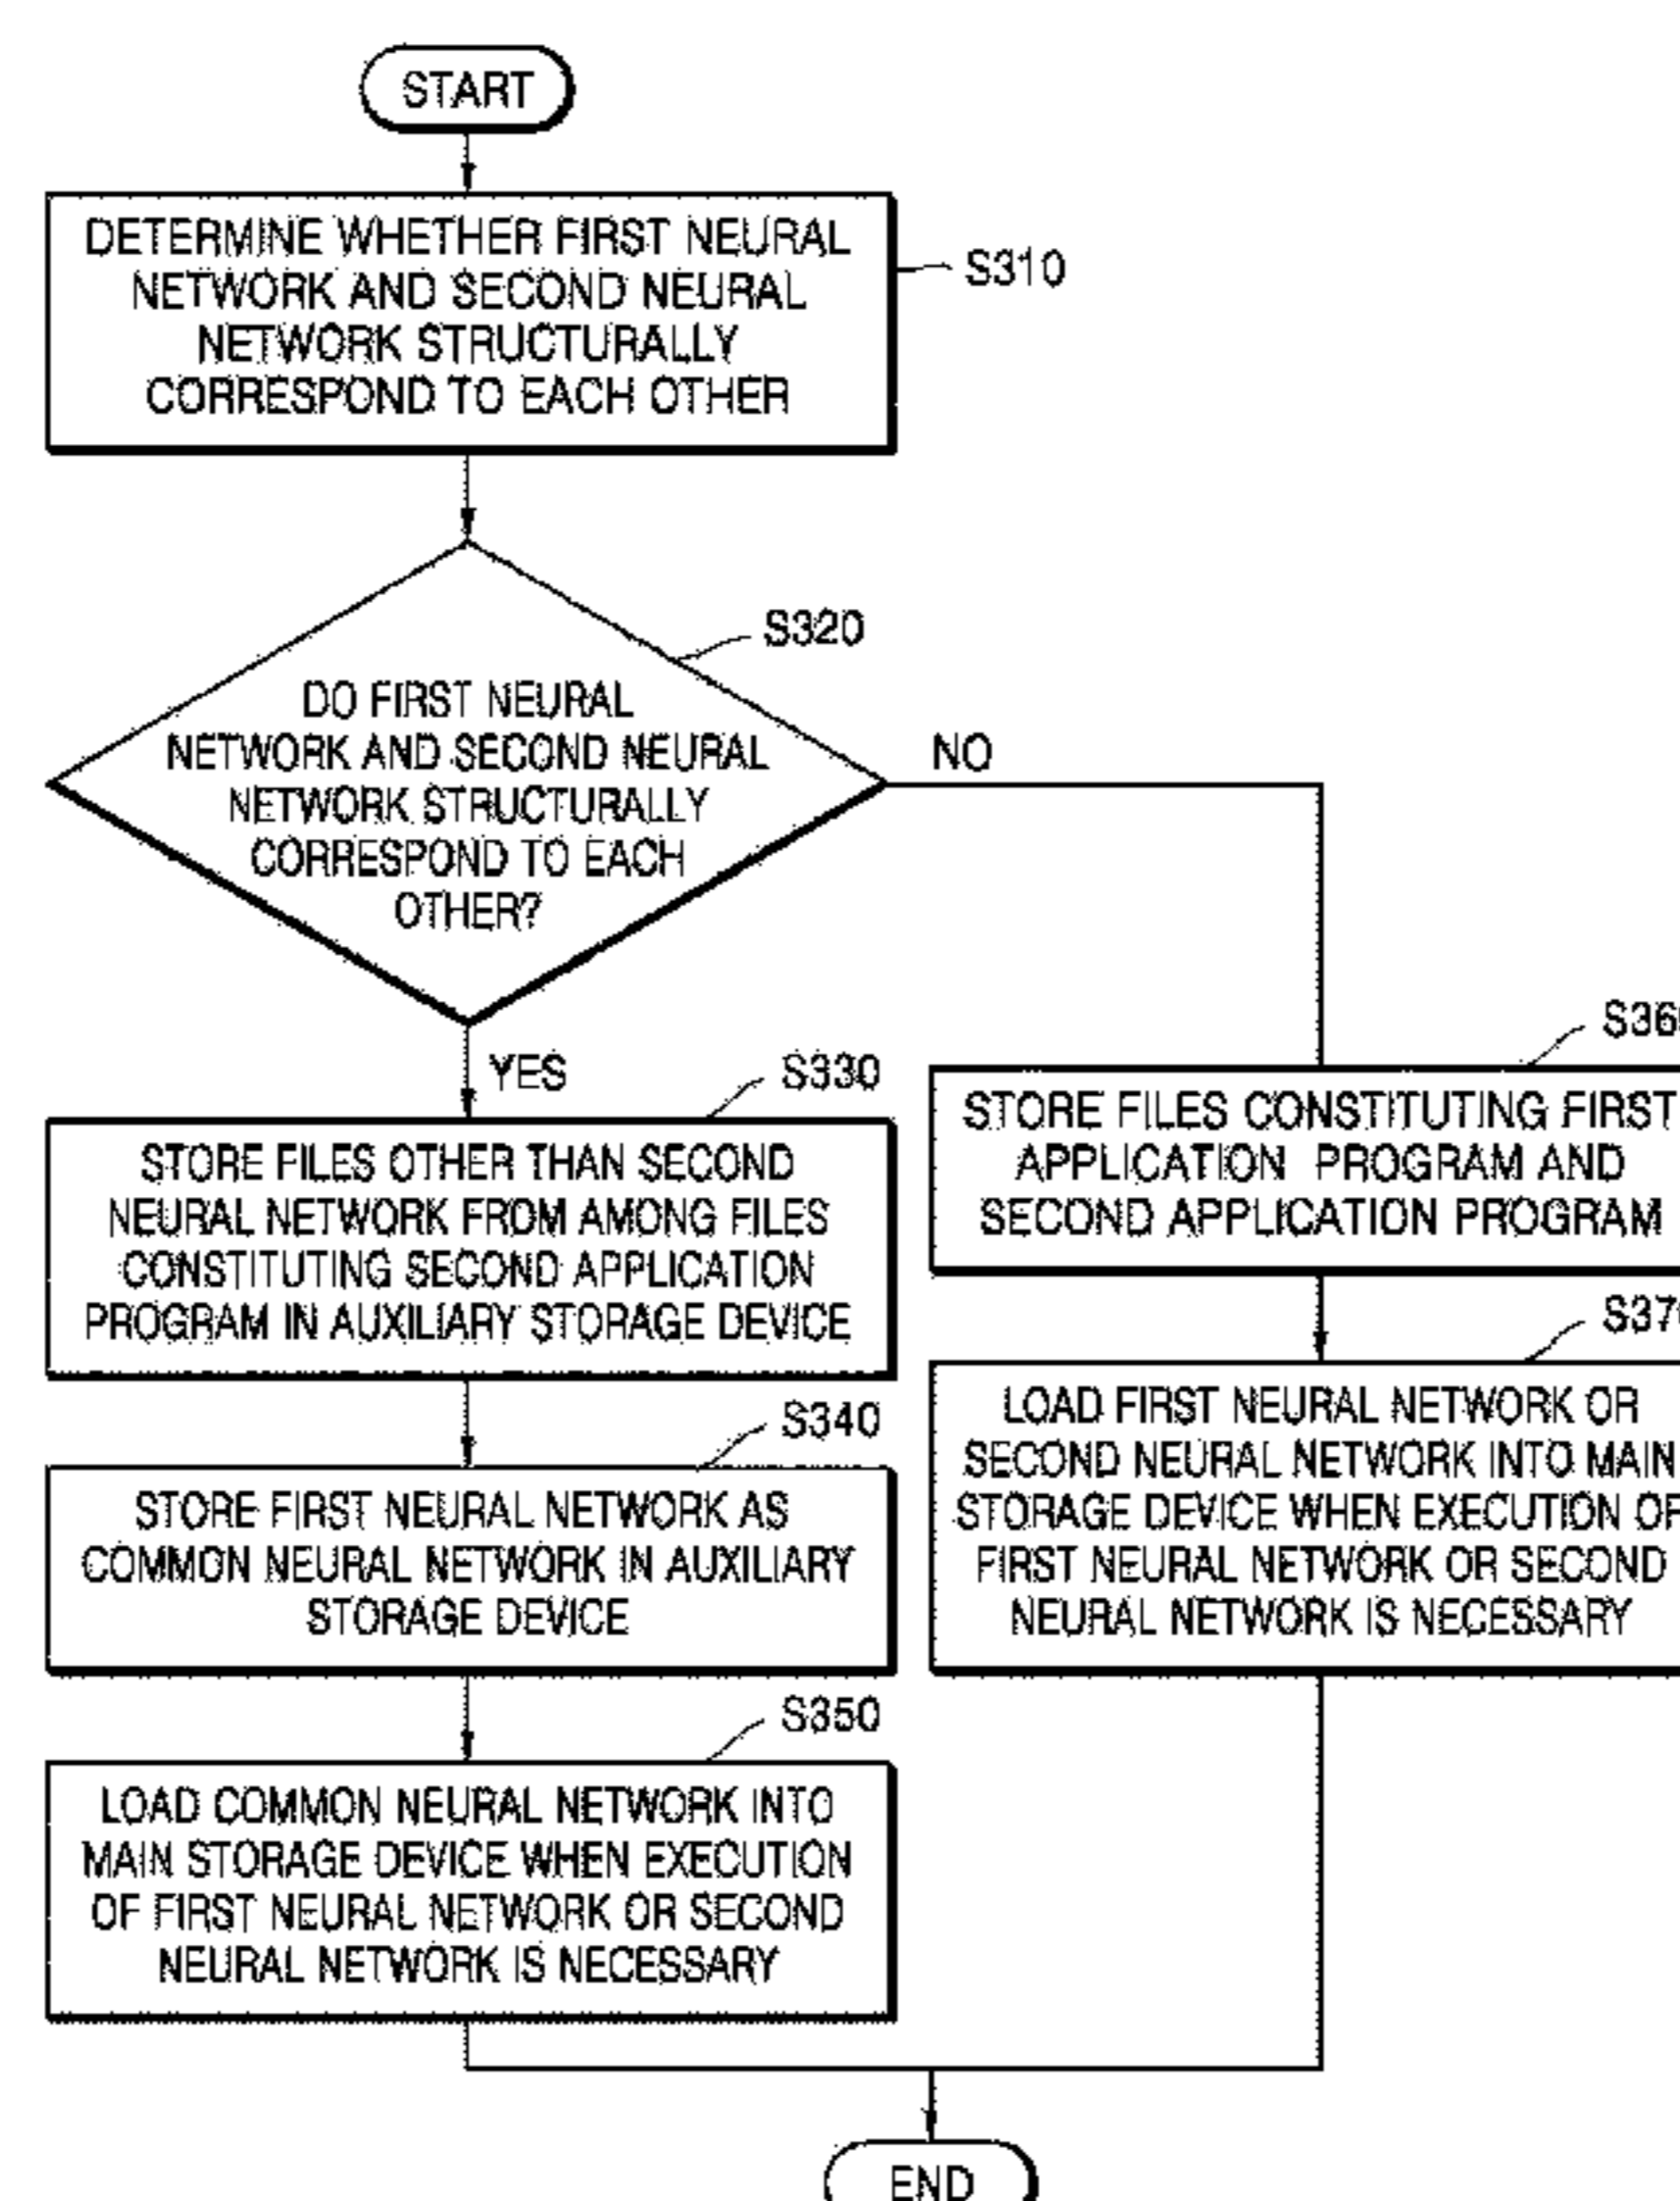 START
DETERMINE WHETHER FIRST NEURAL
NETWORK AND SECOND NEURAL
NETWORK STRUCTURALLY
CORRESPOND TO EACH OTHER
S310
S320
DO FIRST NEURAL
NETWORK AND SECOND NEURAL
NETWORK STRUCTURALLY
CORRESPOND TO EACH
OTHER?
NO
YES
S330
STORE FILES OTHER THAN SECOND
NEURAL NETWORK FROM AMONG FILES
CONSTITUTING SECOND APPLICATION
PROGRAM IN AUXILIARY STORAGE DEVICE
S340
STORE FIRST NEURAL NETWORK AS
COMMON NEURAL NETWORK IN AUXILIARY
STORAGE DEVICE
S350
LOAD COMMON NEURAL NETWORK INTO
MAIN STORAGE DEVICE WHEN EXECUTION
OF FIRST NEURAL NETWORK OR SECOND
NEURAL NETWORK IS NECESSARY
S36
STORE FILES CONSTITUTING FIRST
APPLICATION PROGRAM AND
SECOND APPLICATION PROGRAM
S37
LOAD FIRST NEURAL NETWORK OR
SECOND NEURAL NETWORK INTO MAIN
STORAGE DEVICE WHEN EXECUTION OF
FIRST NEURAL NETWORK OR SECOND
NEURAL NETWORK IS NECESSARY
END